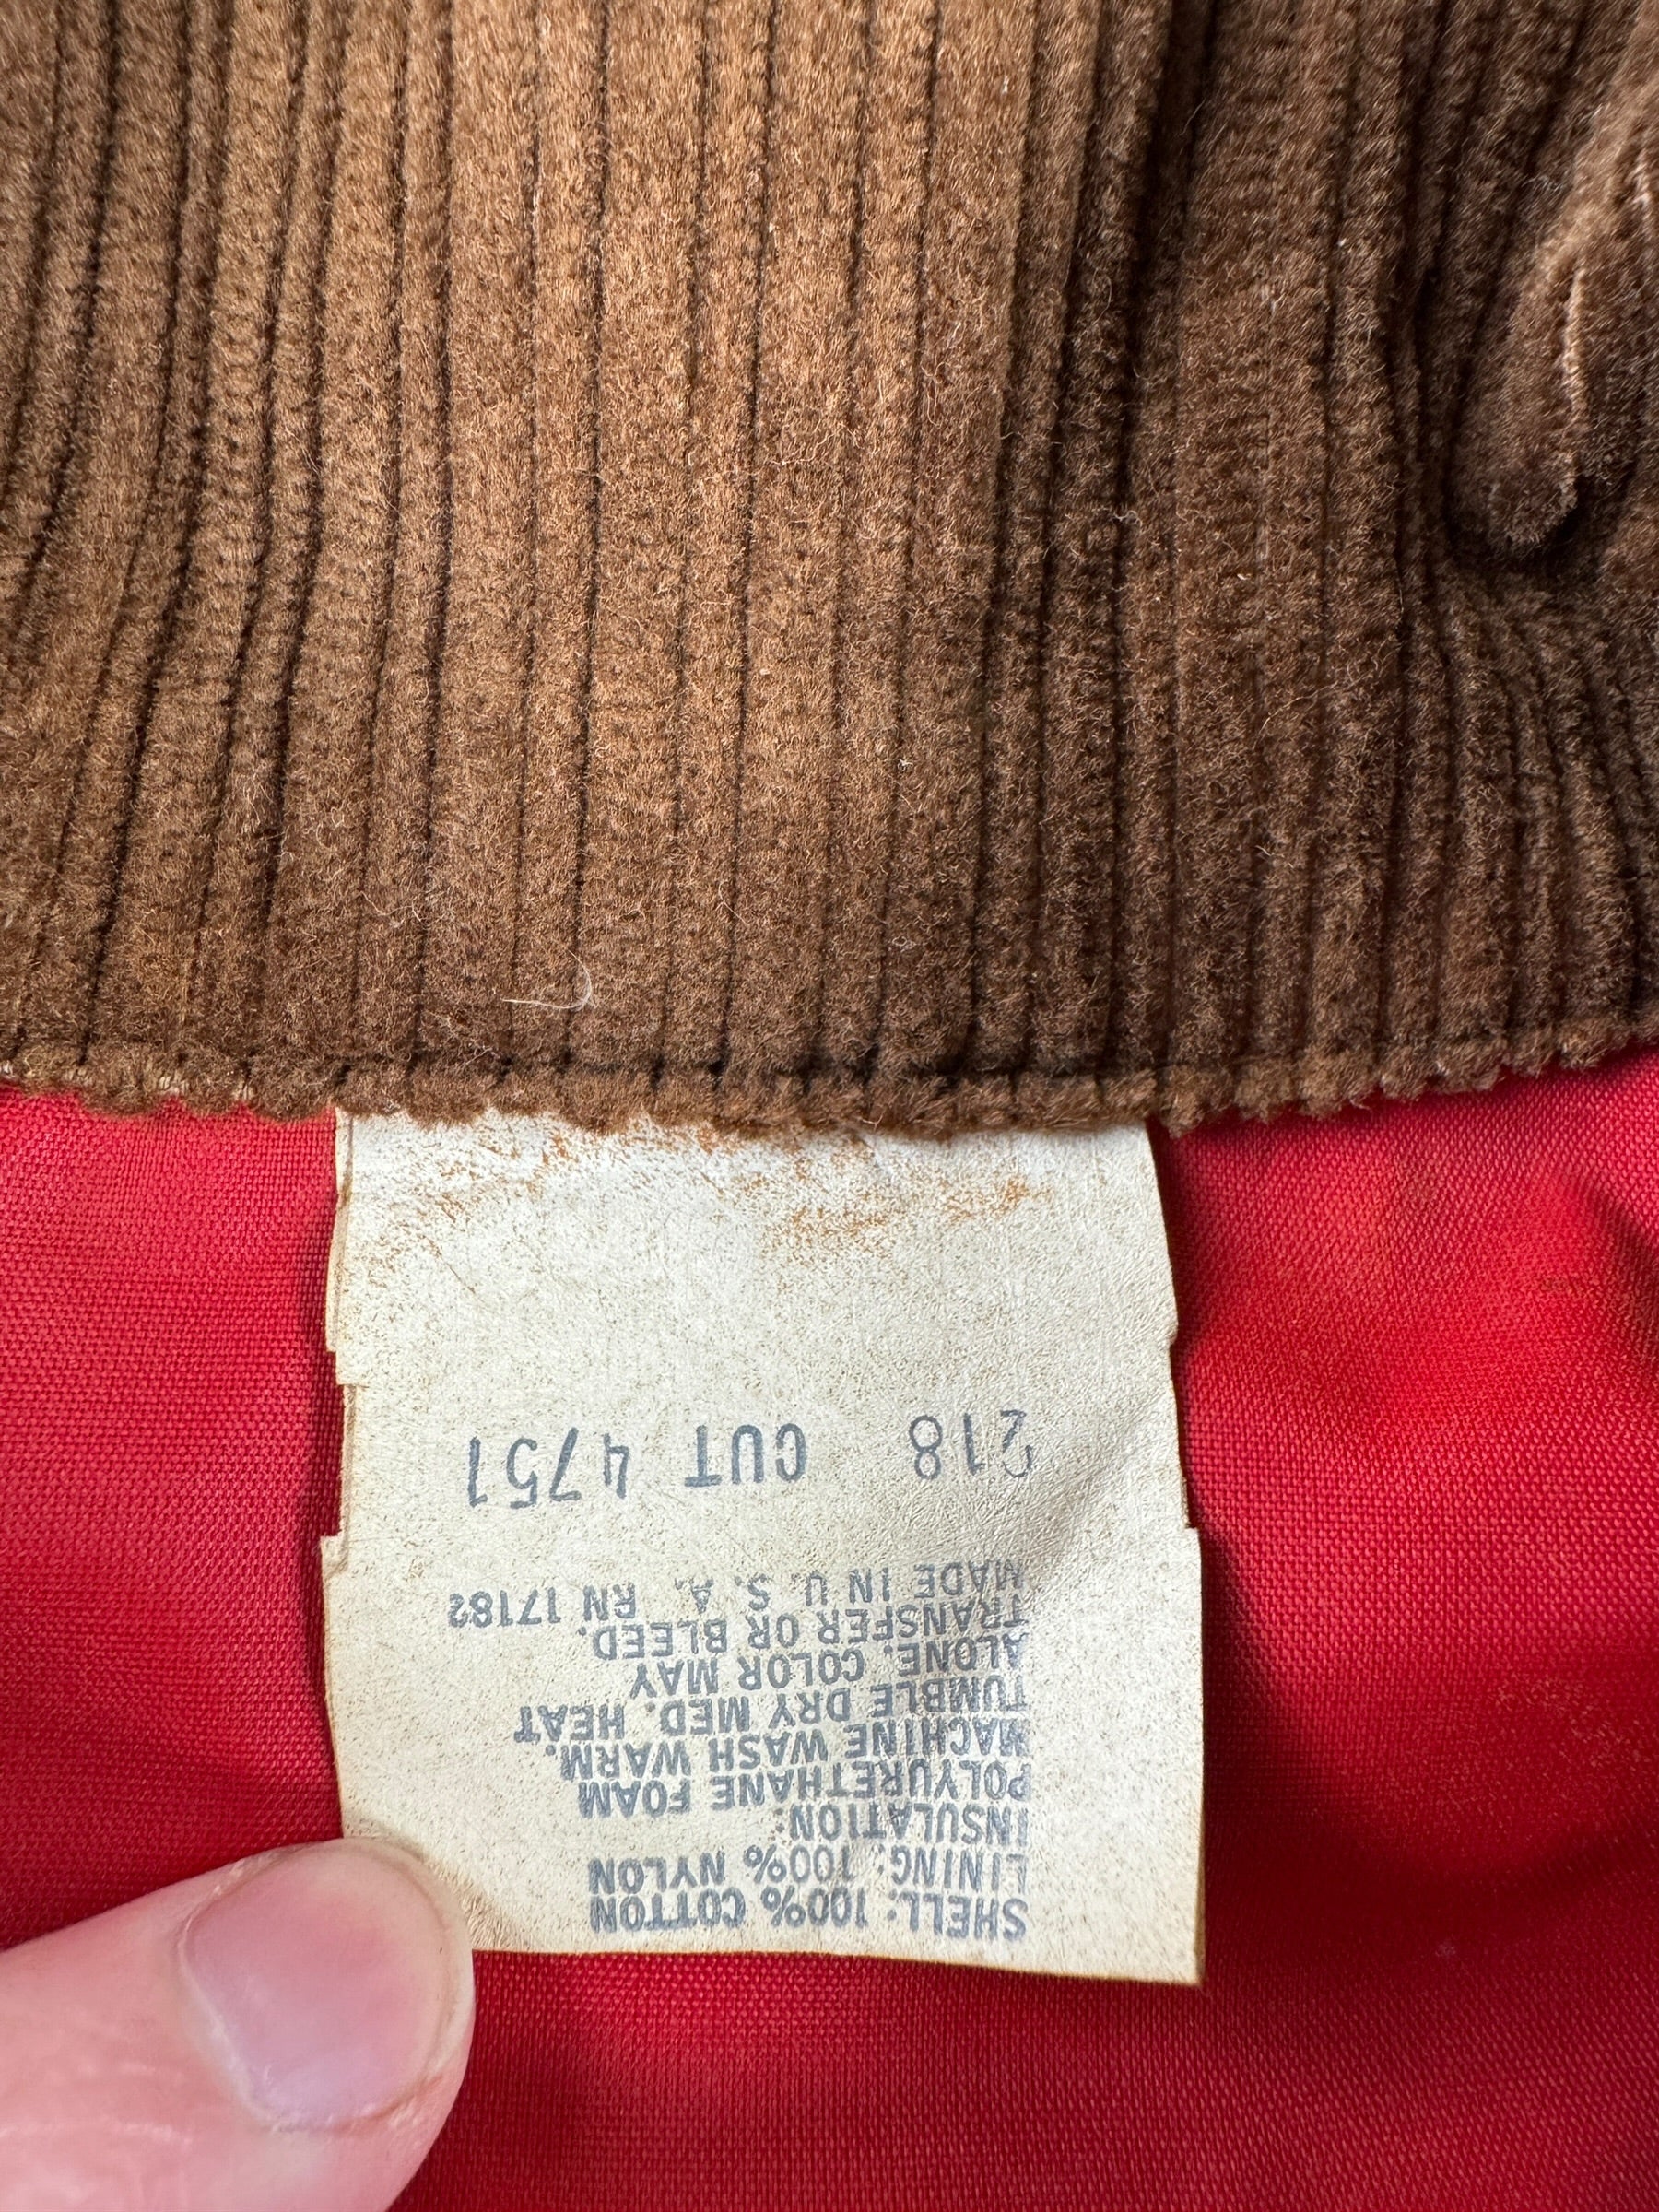 SHELL: 100% COTTON
LINING: 100% NYLON
INSULATION:
POLYURETHANE FOAM
MACHINE WASH WARM.
TUMBLE DRY MED. HEAT
ALONE. COLOR MAY
TRANSFER OR BLEED.
MADE IN U. S. A. RN 17182
218 CUT 4751